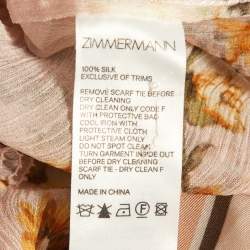 ZIMMERMANN
100% SILK
EXCLUSIVE OF TRIMS
REMOVE SCARF TIE BEFORE
DRY CLEANING
DRY CLEAN ONLY CODE F
WITH PROTECTIVE BAG
COOL IRON WITH
PROTECTIVE CLOTH
LIGHT STEAM ONLY
DO NOT SPOT CLEAN
TURN GARMENT INSIDE OUT
BEFORE DRY CLEANING
SCARF TIE - DRY CLEAN F
ONLY
MADE IN CHINA